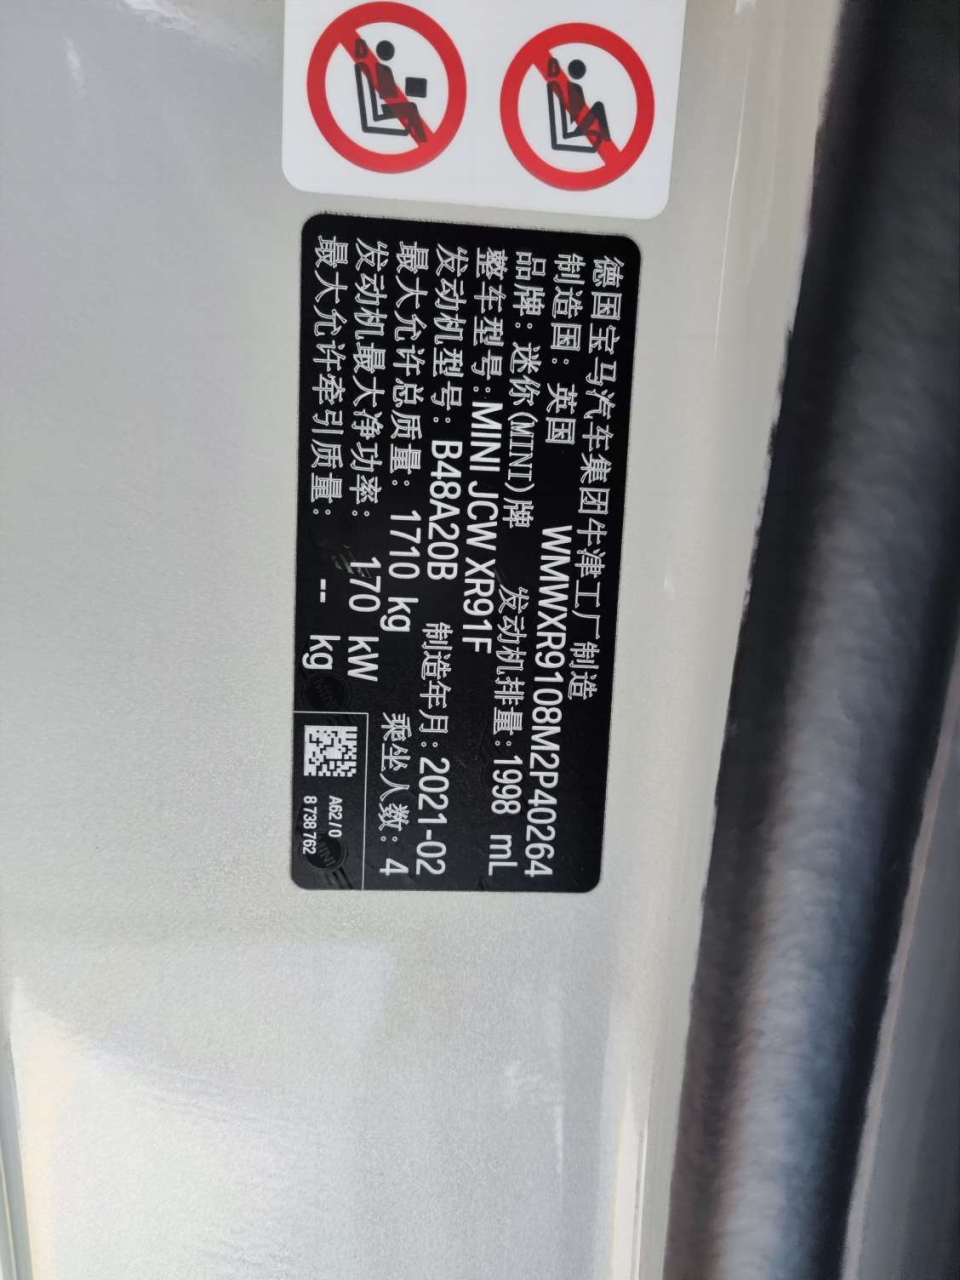 德国宝马汽车集团牛津工厂制造
制造国: 英国 WMWXR9108M2P40264
品牌: 迷你(MINI)牌 发动机排量:1998 mL
整车型号: MINI JCW XR91F
发动机型号: B48A20B 制造年月:2021-02
最大允许总质量: 1710 kg 乘坐人数: 4
发动机最大净功率: 170 kW
最大允许牵引质量: -- kg
A62 / 0
8 738 762
MINI
MINI